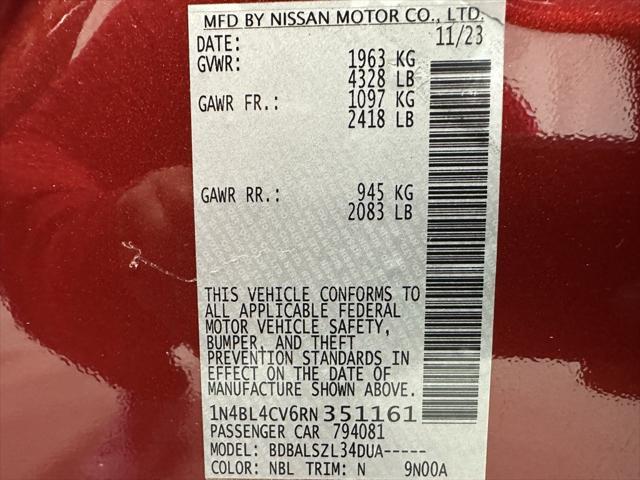 MFD BY NISSAN MOTOR CO., LTD.
DATE: 11/23
GVWR: 1963 KG
4328 LB
GAWR FR.: 1097 KG
2418 LB
GAWR RR.: 945 KG
2083 LB
THIS VEHICLE CONFORMS TO
ALL APPLICABLE FEDERAL
MOTOR VEHICLE SAFETY,
BUMPER, AND THEFT
PREVENTION STANDARDS IN
EFFECT ON THE DATE OF
MANUFACTURE SHOWN ABOVE.
1N4BL4CV6RN351161
PASSENGER CAR 794081
MODEL: BDBALSZL34DUA-----
COLOR: NBL TRIM: N 9N00A